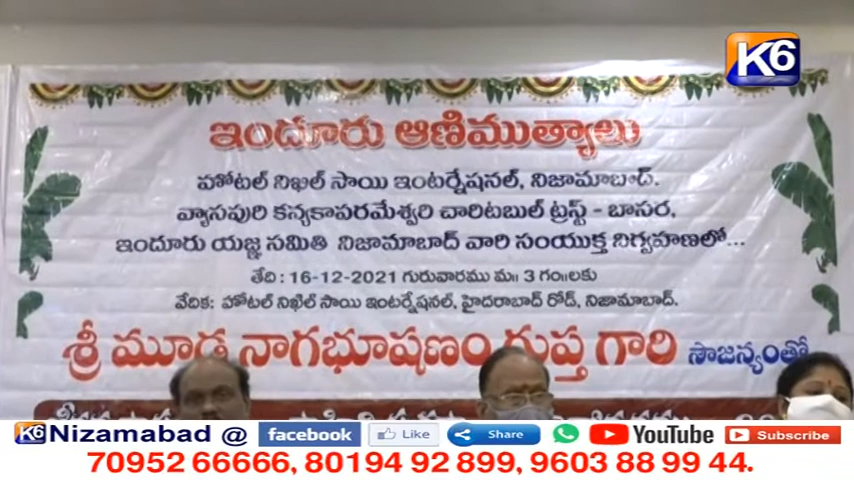 K6
ఇందూరు ఆణిముత్యాలు
హోటల్ నిఖిల్ సాయి ఇంటర్నేషనల్, నిజామాబాద్.
వ్యాసపురి కన్యకాపరమేశ్వరి చారిటబుల్ ట్రస్ట్ - బాసర,
ఇందూరు యజ్ఞ సమితి నిజామాబాద్ వారి సంయుక్త నిర్వహణలో...
తేది : 16-12-2021 గురువారము మ॥ 3 గం॥లకు
వేదిక: హోటల్ నిఖిల్ సాయి ఇంటర్నేషనల్, హైదరాబాద్ రోడ్, నిజామాబాద్.
శ్రీ మూడ నాగభూషణం గుప్త గారి సౌజన్యంతో
K6 Nizamabad @ facebook Like Share YouTube Subscribe
70952 66666, 80194 92 899, 9603 88 99 44.